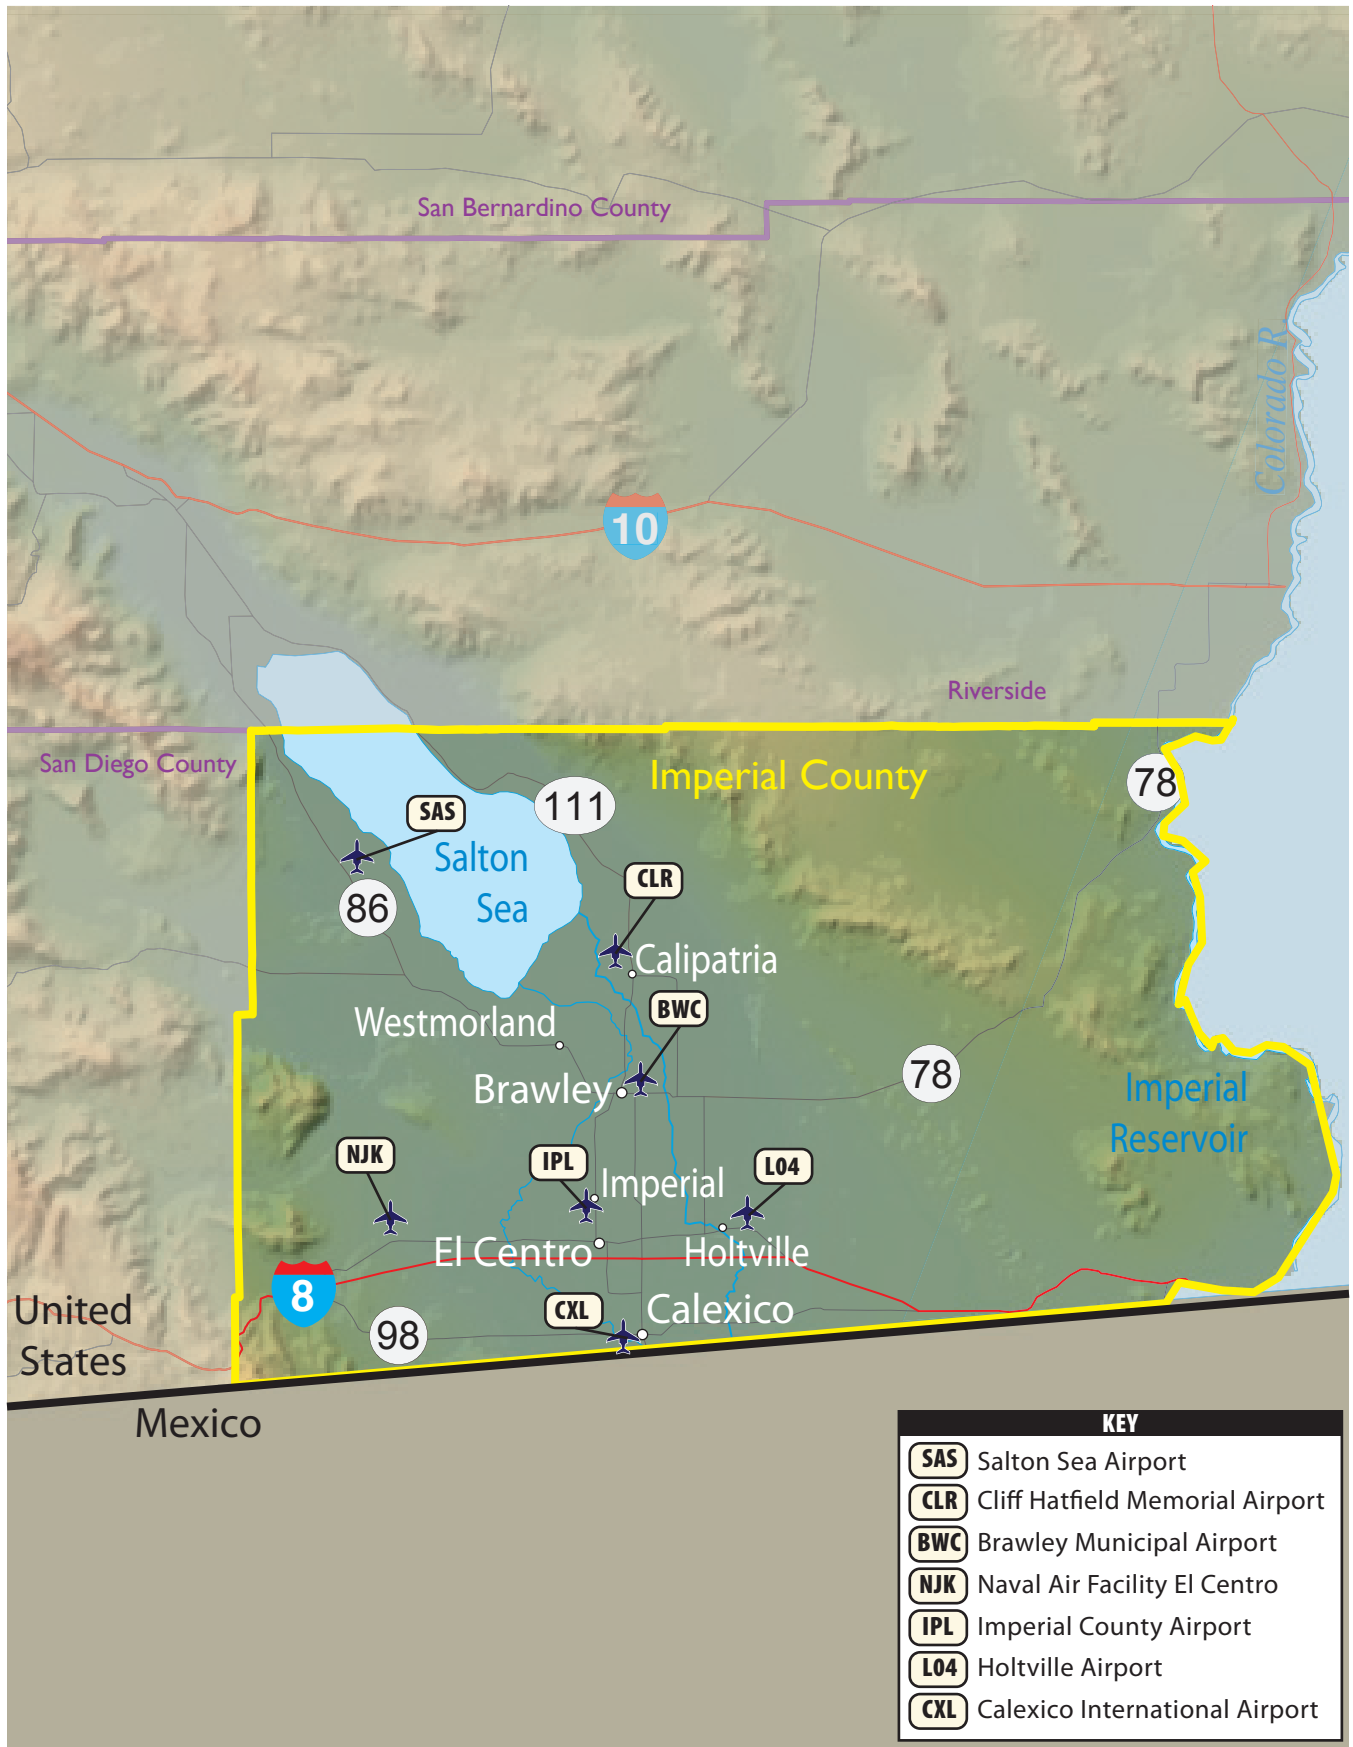 San Bernardino County
Colorado R.
10
Riverside
San Diego County
Imperial County
78
111
SAS
Salton
Sea
CLR
86
Calipatria
BWC
Westmorland
78
Brawley
Imperial
Reservoir
NJK
IPL
L04
Imperial
El Centro
Holtville
8
CXL
Calexico
98
United
States
Mexico
KEY
SAS Salton Sea Airport
CLR Cliff Hatfield Memorial Airport
BWC Brawley Municipal Airport
NJK Naval Air Facility El Centro
IPL Imperial County Airport
L04 Holtville Airport
CXL Calexico International Airport